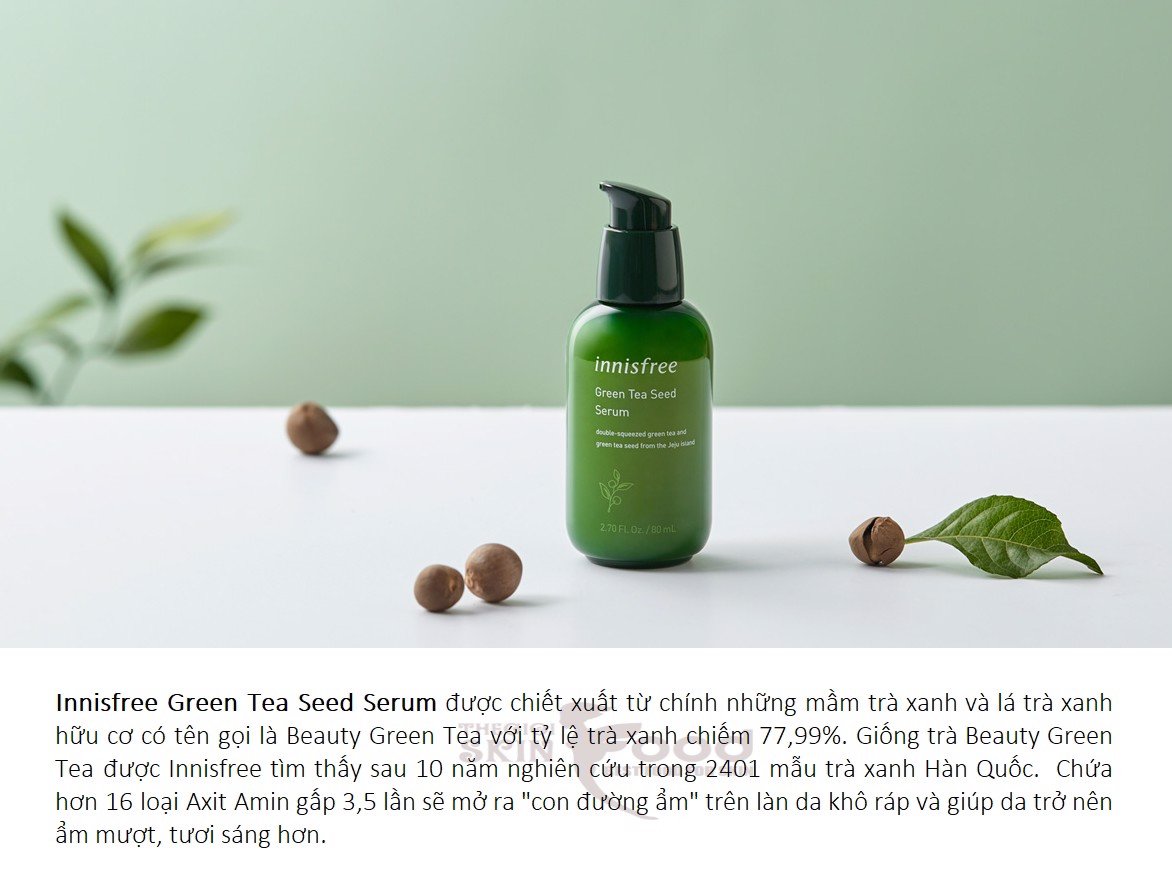 innisfree
Green Tea Seed
Serum
double-squeezed green tea and
green tea seed from the Jeju island
2.70 Fl. Oz. / 80 mL
Innisfree Green Tea Seed Serum được chiết xuất từ chính những mầm trà xanh và lá trà xanh
hữu cơ có tên gọi là Beauty Green Tea với tỷ lệ trà xanh chiếm 77,99%. Giống trà Beauty Green
Tea được Innisfree tìm thấy sau 10 năm nghiên cứu trong 2401 mẫu trà xanh Hàn Quốc. Chứa
hơn 16 loại Axit Amin gấp 3,5 lần sẽ mở ra "con đường ẩm" trên làn da khô ráp và giúp da trở nên
ẩm mượt, tươi sáng hơn.
SKIN